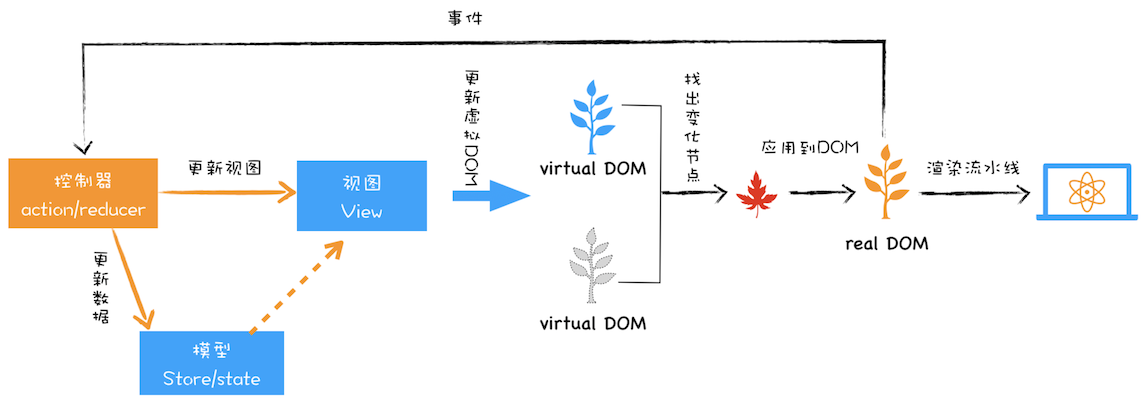 事件
控制器
action/reducer
更新视图
视图
View
更新数据
模型
Store/state
更新虚拟DOM
virtual DOM
virtual DOM
找出变化节点
应用到DOM
real DOM
渲染流水线